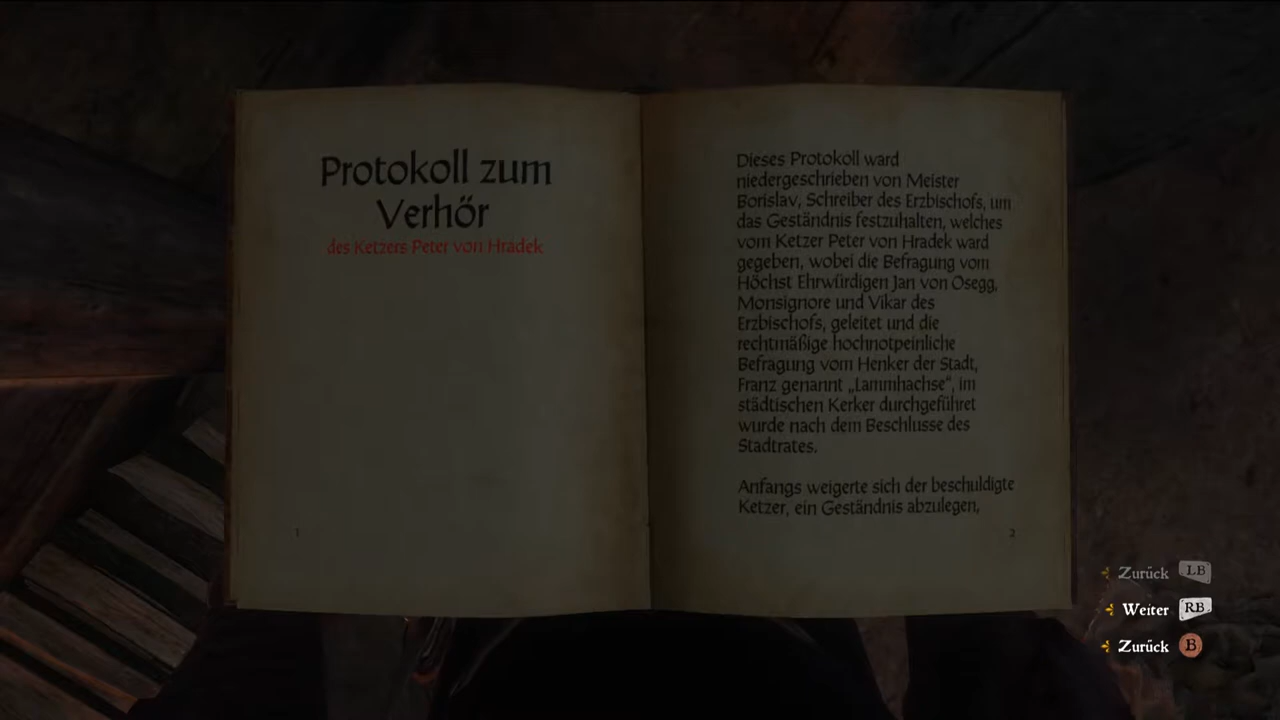 Protokoll zum
Verhör
des Ketzers Peter von Hradek
1
Dieses Protokoll ward
niedergeschrieben von Meister
Borislav, Schreiber des Erzbischofs, um
das Geständnis festzuhalten, welches
vom Ketzer Peter von Hradek ward
gegeben, wobei die Befragung vom
Höchst Ehrwürdigen Jan von Osegg,
Monsignore und Vikar des
Erzbischofs, geleitet und die
rechtmäßige hochnotpeinliche
Befragung vom Henker der Stadt,
Franz genannt „Lammhachse“, im
städtischen Kerker durchgeführt
wurde nach dem Beschlusse des
Stadtrates.
Anfangs weigerte sich der beschuldigte
Ketzer, ein Geständnis abzulegen,
2
Zurück LB
Weiter RB
Zurück B